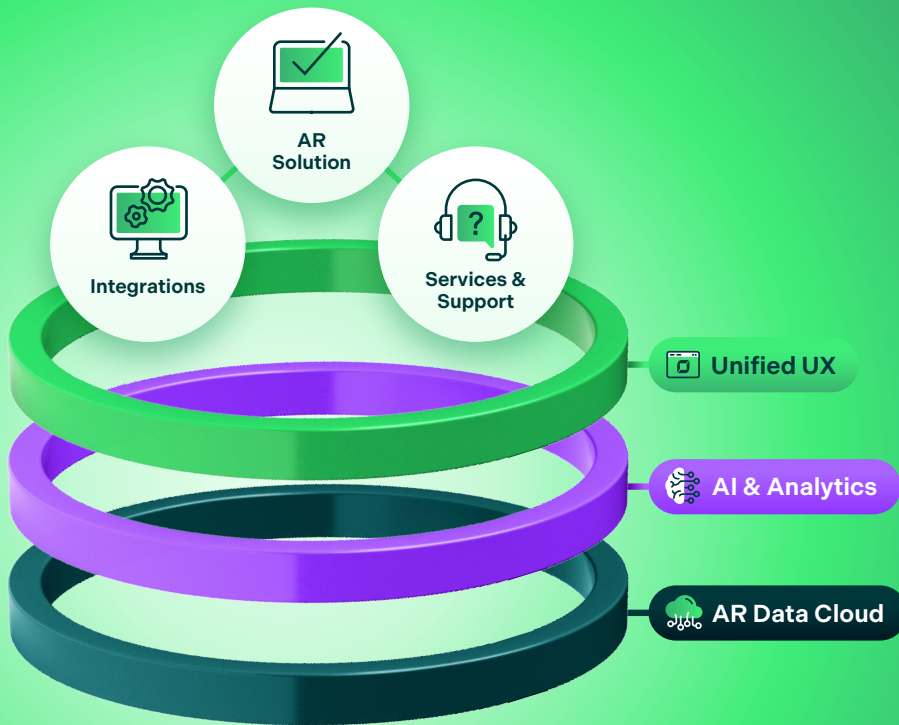 AR
Solution
Integrations
?
Services &
Support
Unified UX
AI & Analytics
AR Data Cloud